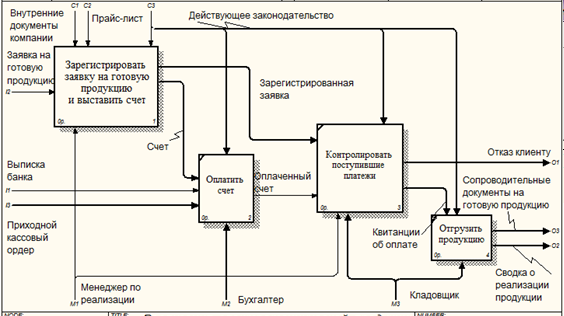 Внутренние
документы
компании
C1 C2
Прайс-лист
C3
Действующее законодательство
Заявка на
готовую
продукцию
I2
Зарегистрировать
заявку на готовую
продукцию
и выставить счет
0р. 1
Зарегистрированная
заявка
Счет
Выписка
банка
I1
I3
Приходной
кассовый
ордер
Оплатить
счет
0р. 2
Оплаченный
счет
Контролировать
поступившие
платежи
0р. 3
Отказ клиенту
O1
Сопроводительные
документы на
готовую продукцию
Квитанции
об оплате
Отгрузить
продукцию
0р. 4
O3
O2
Сводка о
реализации
продукции
Менеджер по
реализации
M1
M2
Бухгалтер
M3
Кладовщик